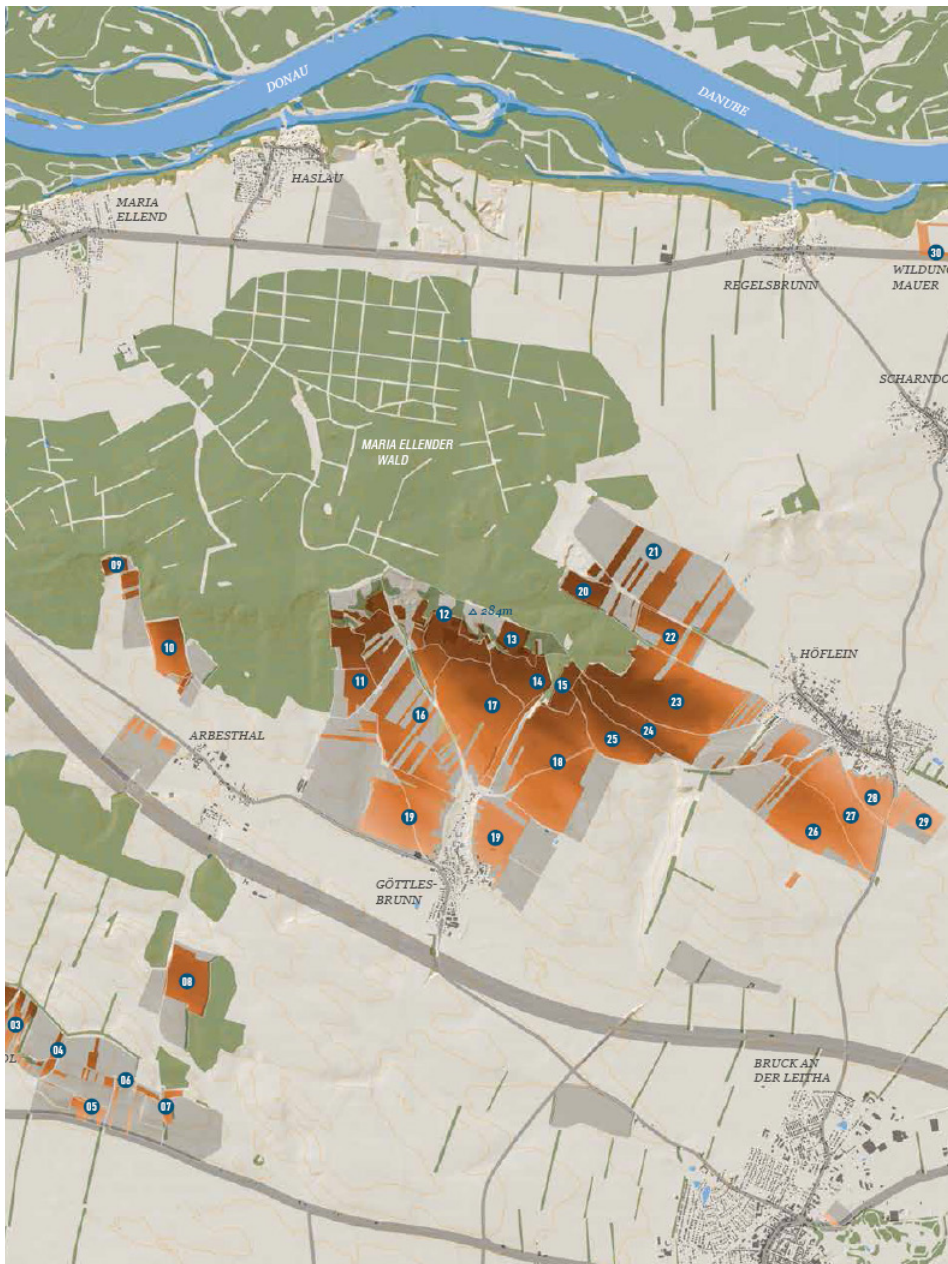 DONAU
DANUBE
HASLAU
MARIA
ELLEND
30
REGELSBRUNN
MAUER
MARIA ELLENDER
WALD
21
09
20
12
△ 284m
13
22
10
HÖFLEIN
11
14
15
23
16
17
24
25
ARBESTHAL
18
28
27
29
19
26
19
GÖTTLES-
BRUNN
08
03
04
06
05
07
BRUCK AN
DER LEITHA